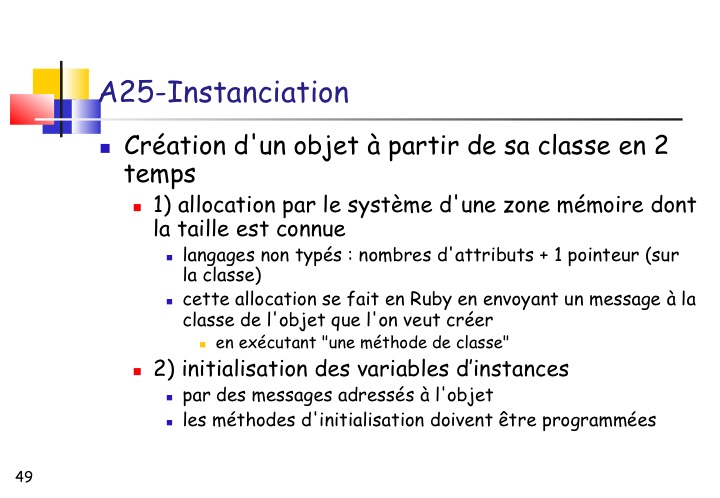 A25-Instanciation
Création d'un objet à partir de sa classe en 2
temps
1) allocation par le système d'une zone mémoire dont
la taille est connue
langages non typés : nombres d'attributs + 1 pointeur (sur
la classe)
cette allocation se fait en Ruby en envoyant un message à la
classe de l'objet que l'on veut créer
en exécutant "une méthode de classe"
2) initialisation des variables d’instances
par des messages adressés à l'objet
les méthodes d'initialisation doivent être programmées
49